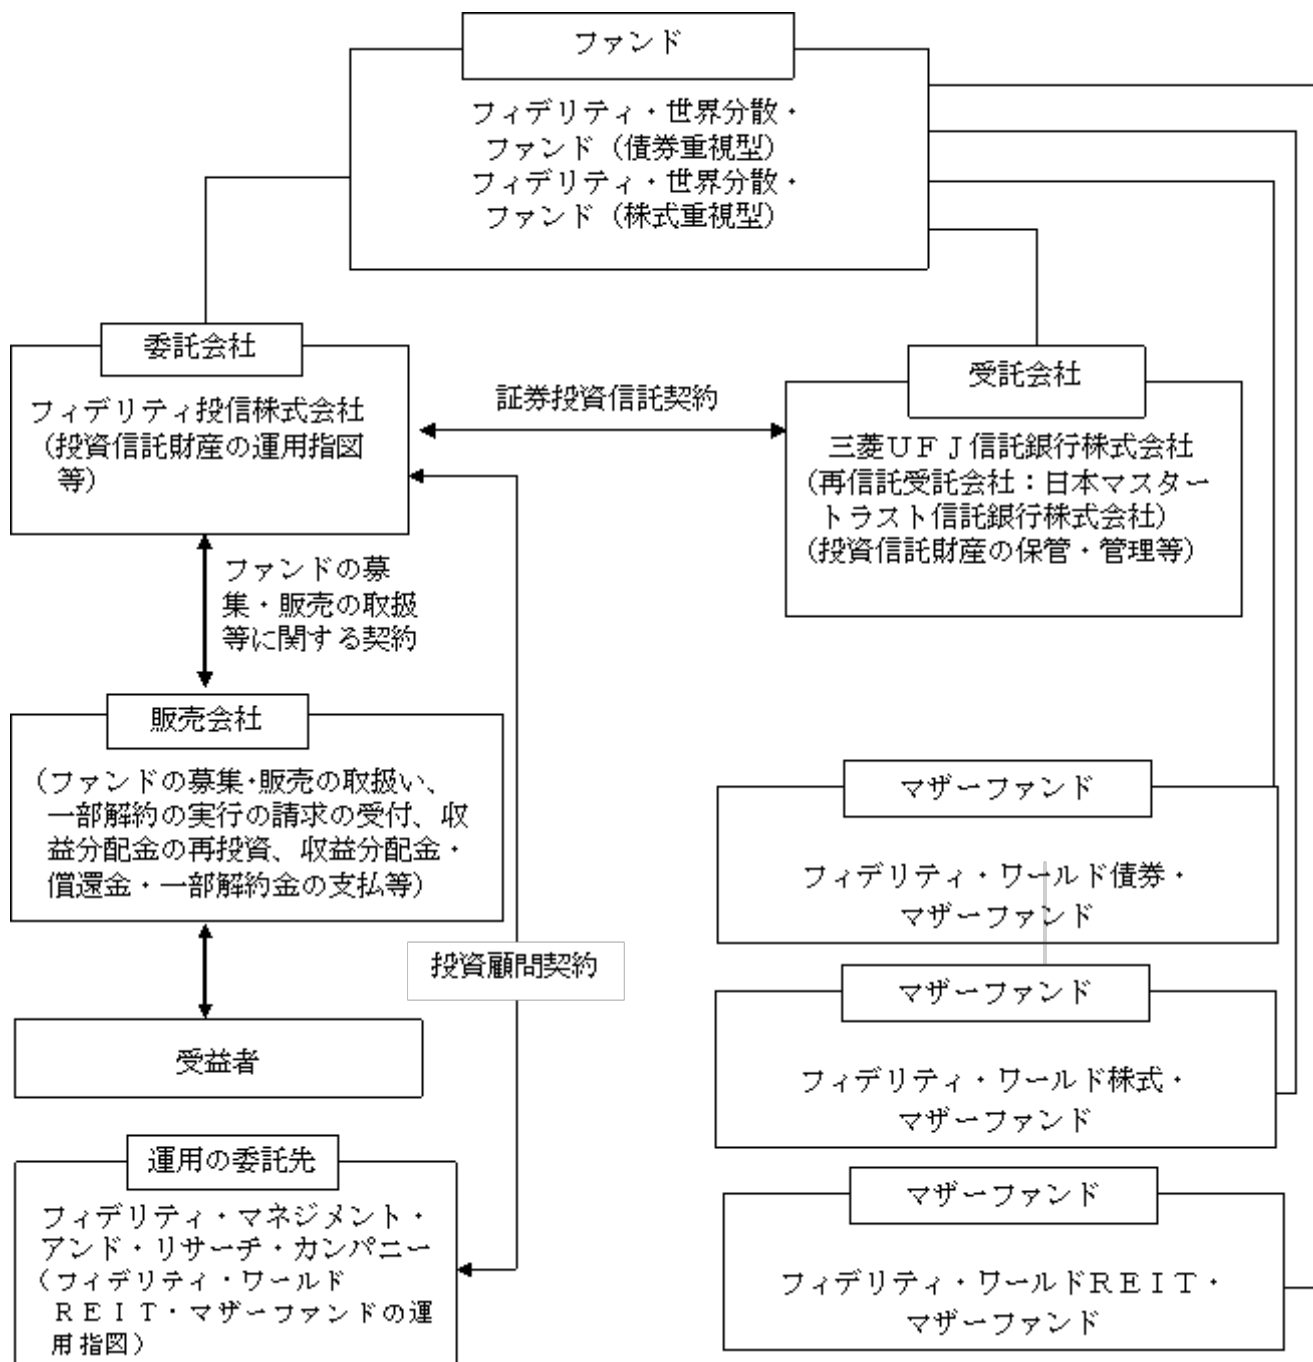 ファンド
フィデリティ・世界分散・
ファンド（債券重視型）
フィデリティ・世界分散・
ファンド（株式重視型）
委託会社
フィデリティ投信株式会社
（投資信託財産の運用指図
等）
証券投資信託契約
受託会社
三菱ＵＦＪ信託銀行株式会社
（再信託受託会社：日本マスター
トラスト信託銀行株式会社）
（投資信託財産の保管・管理等）
ファンドの募
集・販売の取扱
等に関する契約
販売会社
（ファンドの募集・販売の取扱い、
一部解約の実行の請求の受付、収
益分配金の再投資、収益分配金・
償還金・一部解約金の支払等）
投資顧問契約
受益者
運用の委託先
フィデリティ・マネジメント・
アンド・リサーチ・カンパニー
（フィデリティ・ワールド
ＲＥＩＴ・マザーファンドの運
用指図）
マザーファンド
フィデリティ・ワールド債券・
マザーファンド
マザーファンド
フィデリティ・ワールド株式・
マザーファンド
マザーファンド
フィデリティ・ワールドＲＥＩＴ・
マザーファンド